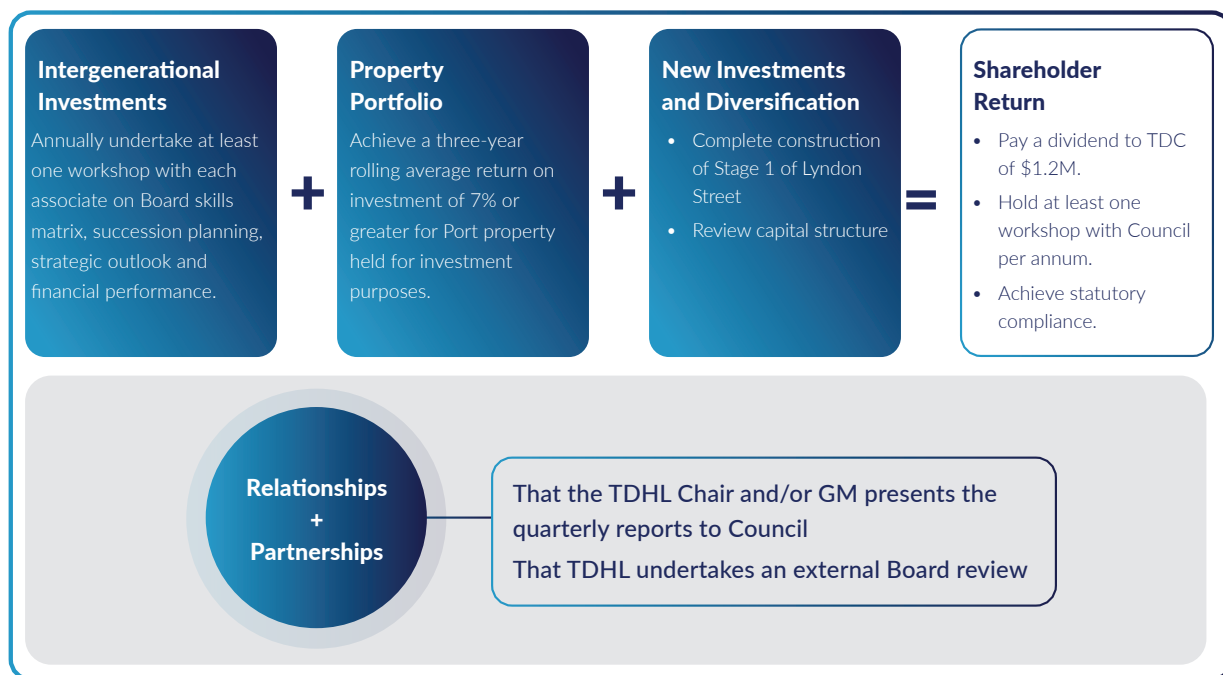 Intergenerational
Investments
Annually undertake at least
one workshop with each
associate on Board skills
matrix, succession planning,
strategic outlook and
financial performance.
+
Property
Portfolio
Achieve a three-year
rolling average return on
investment of 7% or
greater for Port property
held for investment
purposes.
+
New Investments
and Diversification
• Complete construction
of Stage 1 of Lyndon
Street
• Review capital structure
=
Shareholder
Return
• Pay a dividend to TDC
of $1.2M.
• Hold at least one
workshop with Council
per annum.
• Achieve statutory
compliance.
Relationships
+
Partnerships
That the TDHL Chair and/or GM presents the
quarterly reports to Council
That TDHL undertakes an external Board review